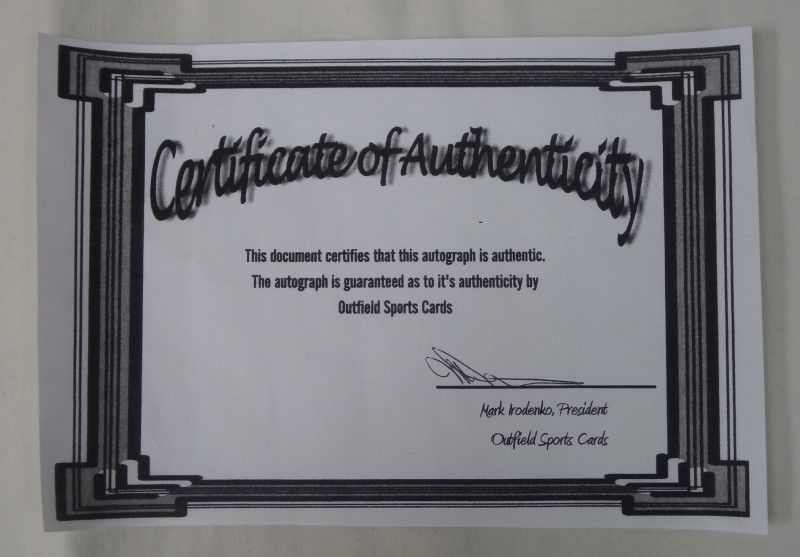 Certificate of Authenticity
This document certifies that this autograph is authentic.
The autograph is guaranteed as to it's authenticity by
Outfield Sports Cards
Mark Irodenko, President
Outfield Sports Cards